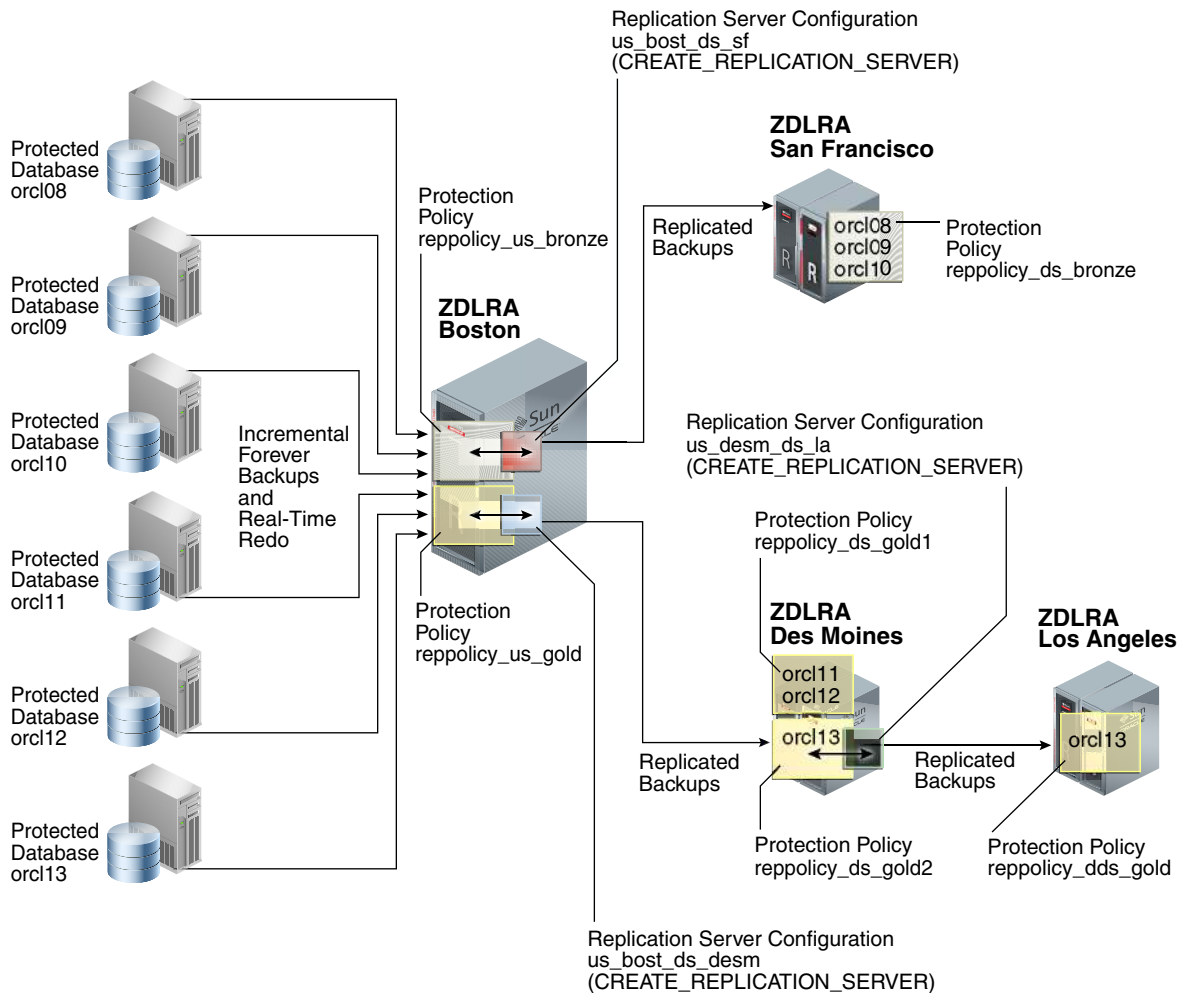 Replication Server Configuration
us_bost_ds_sf
(CREATE_REPLICATION_SERVER)
Protected
Database
orcl08
ZDLRA
San Francisco
Protection
Policy
reppolicy_us_bronze
Replicated
Backups
orcl08
orcl09
orcl10
R
R
Protection
Policy
reppolicy_ds_bronze
Protected
Database
orcl09
ZDLRA
Boston
Sun
Protected
Database
orcl10
Incremental
Forever
Backups
and
Real-Time
Redo
Replication Server Configuration
us_desm_ds_la
(CREATE_REPLICATION_SERVER)
Protected
Database
orcl11
Protection Policy
reppolicy_ds_gold1
Protection
Policy
reppolicy_us_gold
ZDLRA
Des Moines
ZDLRA
Los Angeles
orcl11
orcl12
orcl13
orcl13
Protected
Database
orcl12
Replicated
Backups
Replicated
Backups
Protected
Database
orcl13
Protection Policy
reppolicy_ds_gold2
Protection Policy
reppolicy_dds_gold
Replication Server Configuration
us_bost_ds_desm
(CREATE_REPLICATION_SERVER)